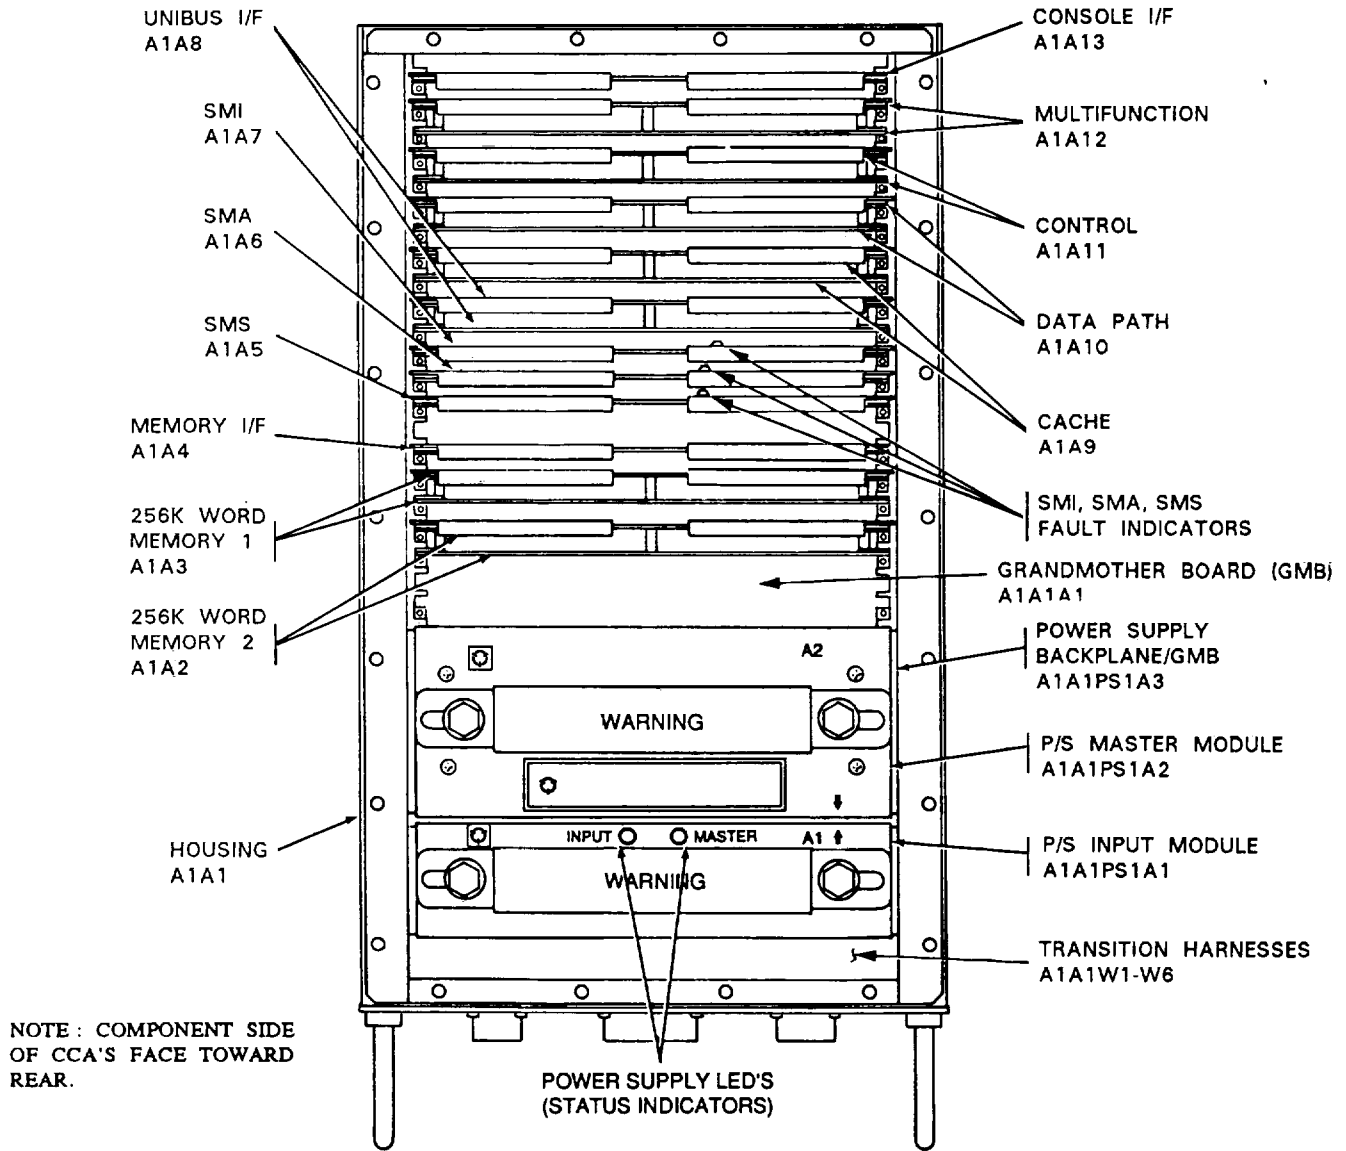 UNIBUS I/F
A1A8
SMI
A1A7
SMA
A1A6
SMS
A1A5
MEMORY I/F
A1A4
256K WORD
MEMORY 1
A1A3
256K WORD
MEMORY 2
A1A2
HOUSING
A1A1
NOTE : COMPONENT SIDE
OF CCA'S FACE TOWARD
REAR.
CONSOLE I/F
A1A13
MULTIFUNCTION
A1A12
CONTROL
A1A11
DATA PATH
A1A10
CACHE
A1A9
SMI, SMA, SMS
FAULT INDICATORS
GRANDMOTHER BOARD (GMB)
A1A1A1
POWER SUPPLY
BACKPLANE/GMB
A1A1PS1A3
P/S MASTER MODULE
A1A1PS1A2
P/S INPUT MODULE
A1A1PS1A1
TRANSITION HARNESSES
A1A1W1-W6
A2
WARNING
INPUT
MASTER
A1
WARNING
POWER SUPPLY LED'S
(STATUS INDICATORS)